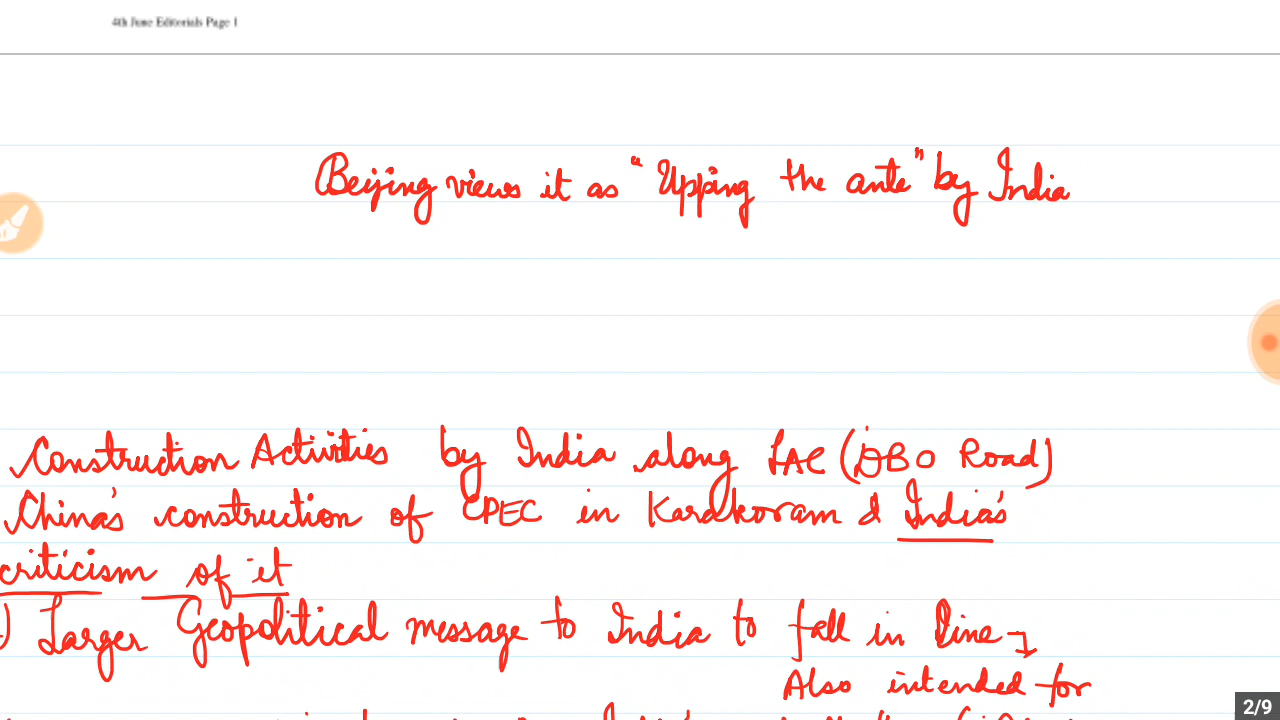 4th June Editorials Page 1
Beijing views it as "Upping the ante" by India
Construction Activities by India along LAC (DBO Road)
China's construction of CPEC in Karakoram & India's
criticism of it
) Larger Geopolitical message to India to fall in line →
Also intended for
2/9